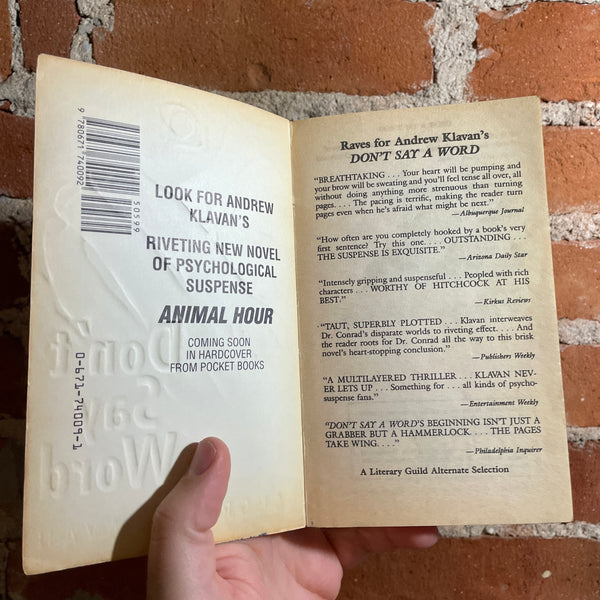 9 780671 740092
50599
0-671-74009-1
LOOK FOR ANDREW
KLAVAN'S
RIVETING NEW NOVEL
OF PSYCHOLOGICAL
SUSPENSE
ANIMAL HOUR
COMING SOON
IN HARDCOVER
FROM POCKET BOOKS
Don't
Say
A Word
Raves for Andrew Klavan's
DON'T SAY A WORD
"BREATHTAKING . . . Your heart will be pumping and
your brow will be sweating and you'll feel tense all over, all
without doing anything more strenuous than turning
pages. . . . The pacing is terrific, making the reader turn
pages even when he's afraid what might be next."
—Albuquerque Journal
"How often are you completely hooked by a book's very
first sentence? Try this one. . . . OUTSTANDING. . . .
THE SUSPENSE IS EXQUISITE."
—Arizona Daily Star
"Intensely gripping and suspenseful . . . Peopled with rich
characters . . . WORTHY OF HITCHCOCK AT HIS
BEST."
—Kirkus Reviews
"TAUT, SUPERBLY PLOTTED . . . Klavan interweaves
Dr. Conrad's disparate worlds to riveting effect. . . . And
the reader roots for Dr. Conrad all the way to this brisk
novel's heart-stopping conclusion."
—Publishers Weekly
"A MULTILAYERED THRILLER . . . KLAVAN NEV-
ER LETS UP . . . Something for . . . all kinds of psycho-
suspense fans."
—Entertainment Weekly
"DON'T SAY A WORD'S BEGINNING ISN'T JUST A
GRABBER BUT A HAMMERLOCK. . . . THE PAGES
TAKE WING. . . ."
—Philadelphia Inquirer
A Literary Guild Alternate Selection